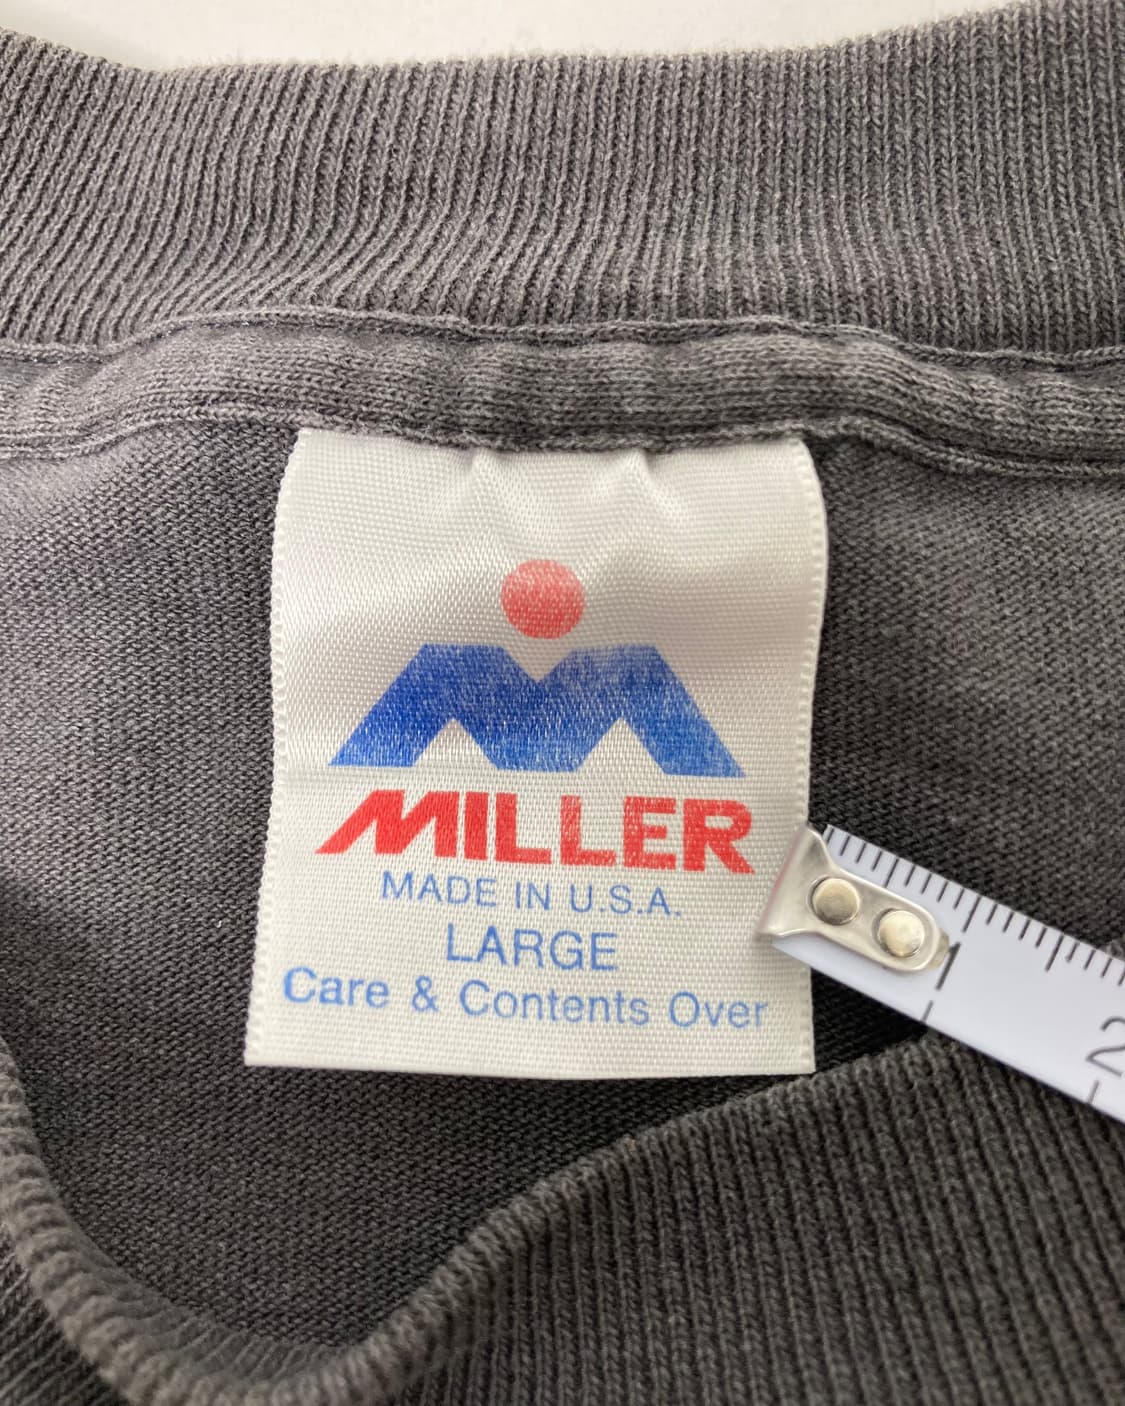 MILLER
MADE IN U.S.A.
LARGE
Care & Contents Over
1
2